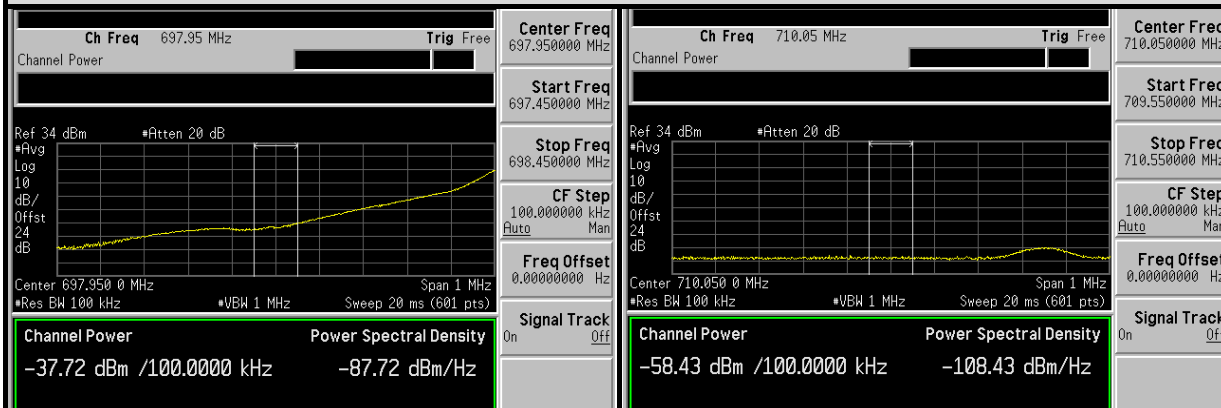 Ch Freq 697.95 MHz Trig Free
Channel Power
Ref 34 dBm #Atten 20 dB
#Avg
Log
10
dB/
Offst
24
dB
Center 697.950 0 MHz Span 1 MHz
#Res BW 100 kHz #VBW 1 MHz Sweep 20 ms (601 pts)
Channel Power Power Spectral Density
-37.72 dBm /100.0000 kHz -87.72 dBm/Hz
Center Freq
697.950000 MHz
Start Freq
697.450000 MHz
Stop Freq
698.450000 MHz
CF Step
100.000000 kHz
Auto Man
Freq Offset
0.00000000 Hz
Signal Track
On Off
Ch Freq 710.05 MHz Trig Free
Channel Power
Ref 34 dBm #Atten 20 dB
#Avg
Log
10
dB/
Offst
24
dB
Center 710.050 0 MHz Span 1 MHz
#Res BW 100 kHz #VBW 1 MHz Sweep 20 ms (601 pts)
Channel Power Power Spectral Density
-58.43 dBm /100.0000 kHz -108.43 dBm/Hz
Center Freq
710.050000 MHz
Start Freq
709.550000 MHz
Stop Freq
710.550000 MHz
CF Step
100.000000 kHz
Auto Man
Freq Offset
0.00000000 Hz
Signal Track
On Off